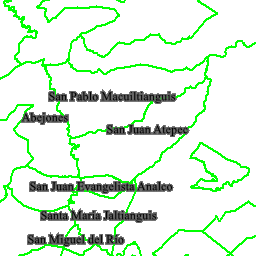 San Pablo Macuiltianguis
Abejones
San Juan Atepec
San Juan Evangelista Analco
Santa María Jaltianguis
San Miguel del Río